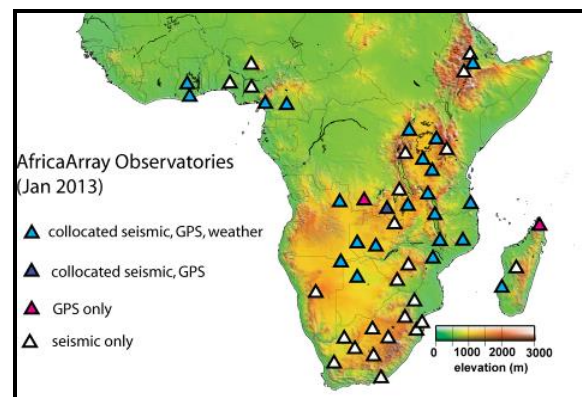 AfricaArray Observatories
(Jan 2013)
collocated seismic, GPS, weather
collocated seismic, GPS
GPS only
seismic only
0 1000 2000 3000
elevation (m)